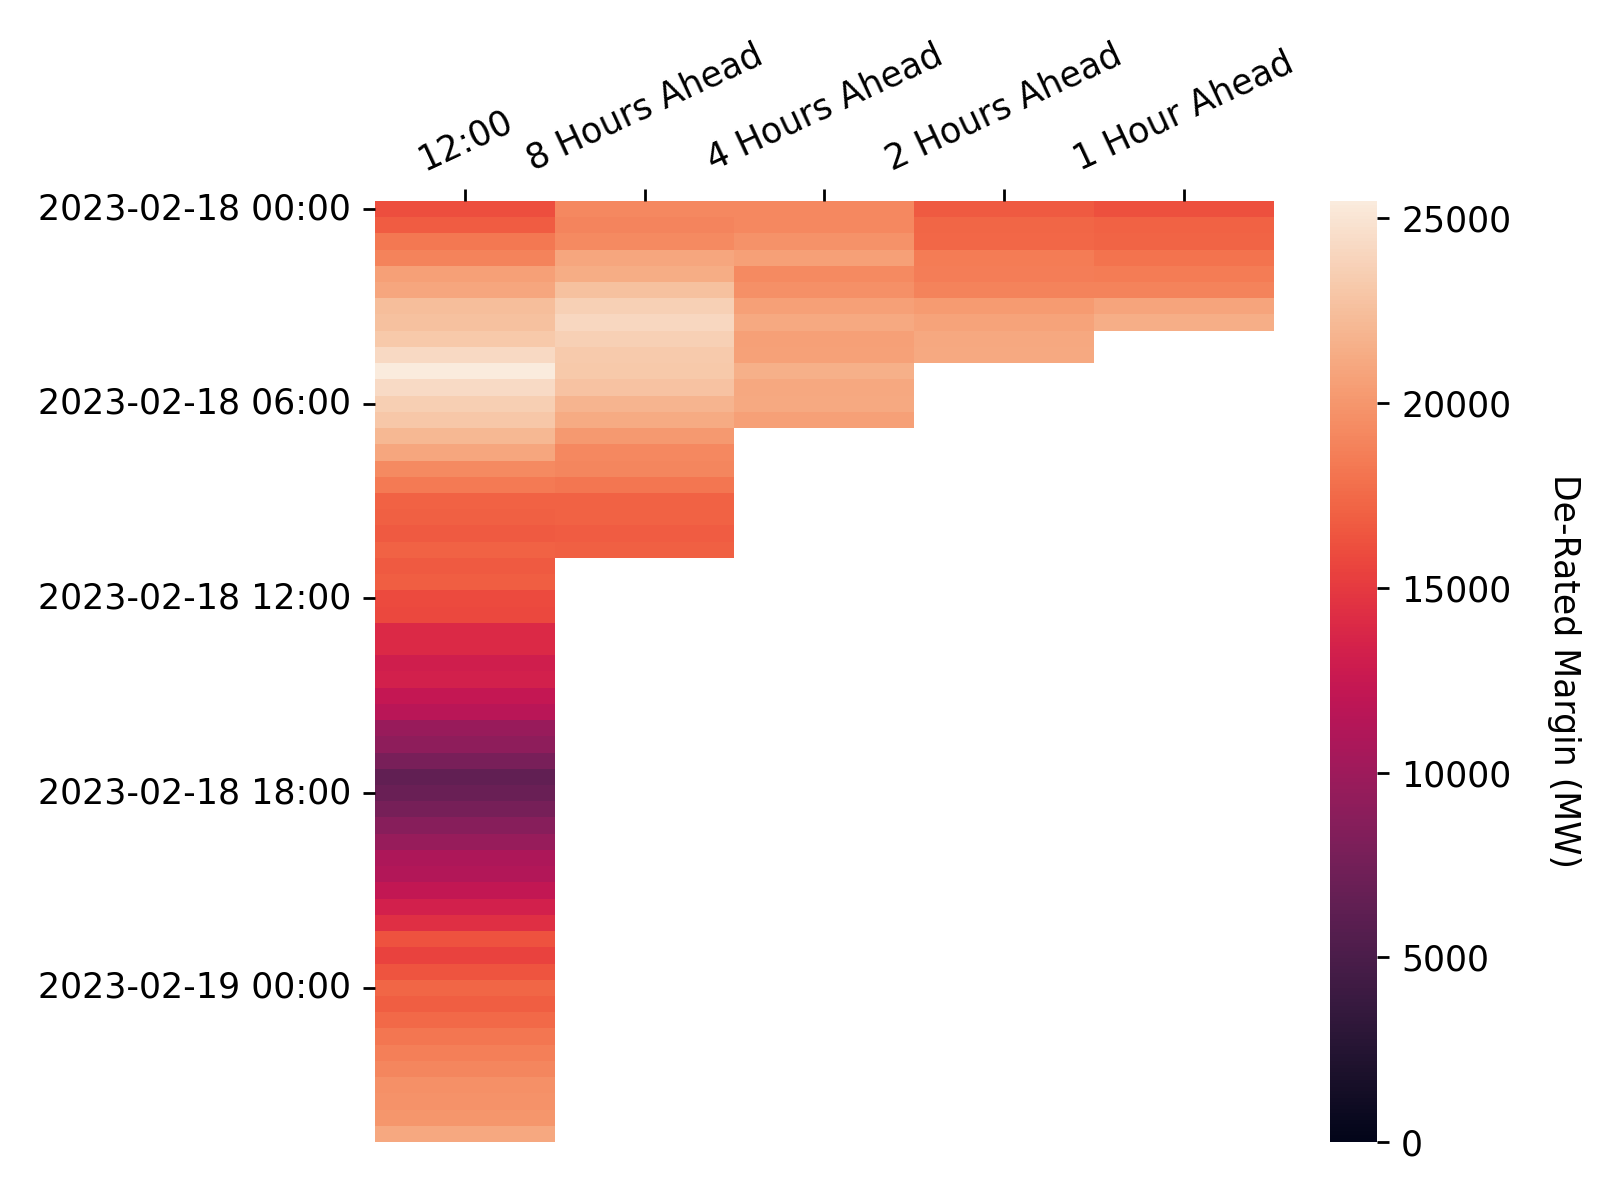 12:00
8 Hours Ahead
4 Hours Ahead
2 Hours Ahead
1 Hour Ahead
2023-02-18 00:00
2023-02-18 06:00
2023-02-18 12:00
2023-02-18 18:00
2023-02-19 00:00
25000
20000
15000
10000
5000
0
De-Rated Margin (MW)